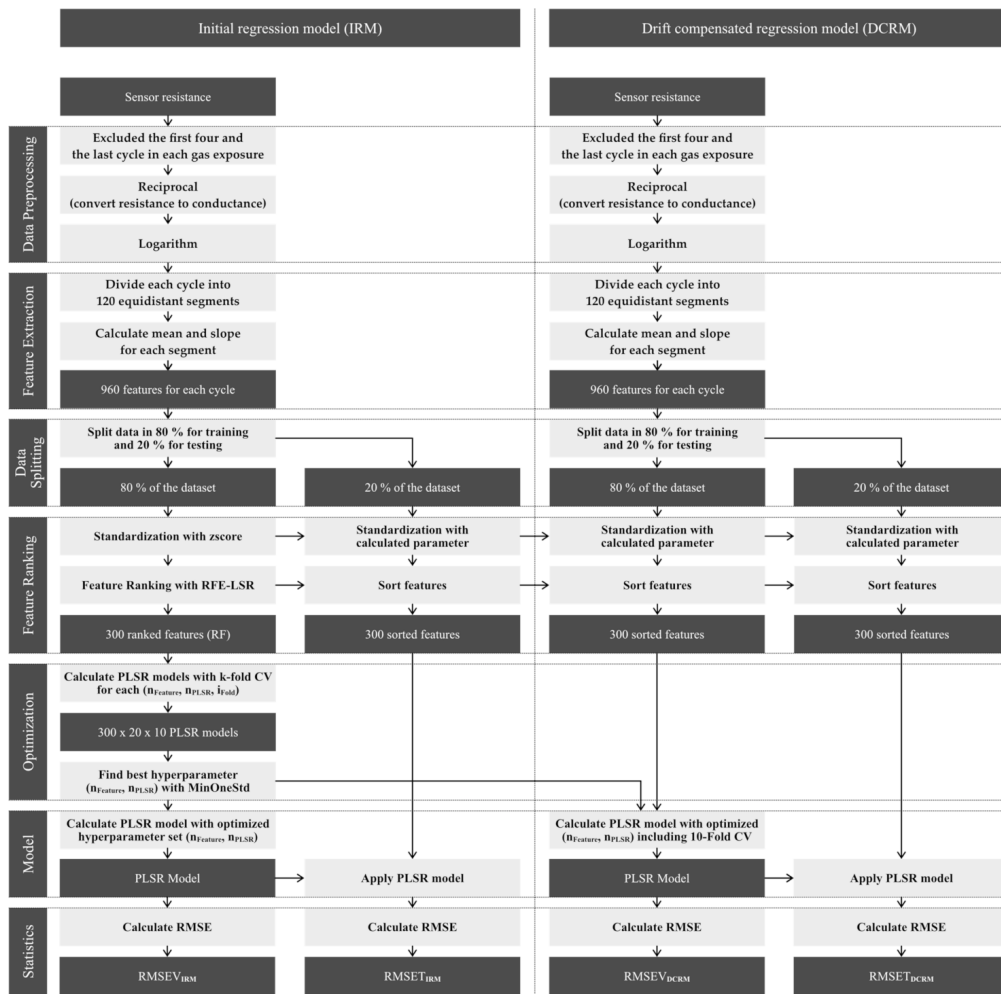 Initial regression model (IRM)
Drift compensated regression model (DCRM)
Sensor resistance
Sensor resistance
Data Preprocessing
Excluded the first four and
the last cycle in each gas exposure
Excluded the first four and
the last cycle in each gas exposure
Reciprocal
(convert resistance to conductance)
Reciprocal
(convert resistance to conductance)
Logarithm
Logarithm
Feature Extraction
Divide each cycle into
120 equidistant segments
Divide each cycle into
120 equidistant segments
Calculate mean and slope
for each segment
Calculate mean and slope
for each segment
960 features for each cycle
960 features for each cycle
Data
Splitting
Split data in 80 % for training
and 20 % for testing
Split data in 80 % for training
and 20 % for testing
80 % of the dataset
20 % of the dataset
80 % of the dataset
20 % of the dataset
Feature Ranking
Standardization with zscore
Standardization with
calculated parameter
Standardization with
calculated parameter
Standardization with
calculated parameter
Feature Ranking with RFE-LSR
Sort features
Sort features
Sort features
300 ranked features (RF)
300 sorted features
300 sorted features
300 sorted features
Optimization
Calculate PLSR models with k-fold CV
for each (nFeature, nPLSR, iFold)
300 x 20 x 10 PLSR models
Find best hyperparameter
(nFeature, nPLSR) with MinOneStd
Model
Calculate PLSR model with optimized
hyperparameter set (nFeature, nPLSR)
Calculate PLSR model with optimized
(nFeature, nPLSR) including 10-Fold CV
PLSR Model
Apply PLSR model
PLSR Model
Apply PLSR model
Statistics
Calculate RMSE
Calculate RMSE
Calculate RMSE
Calculate RMSE
RMSEVIRM
RMSETIRM
RMSEVDCRM
RMSETDCRM